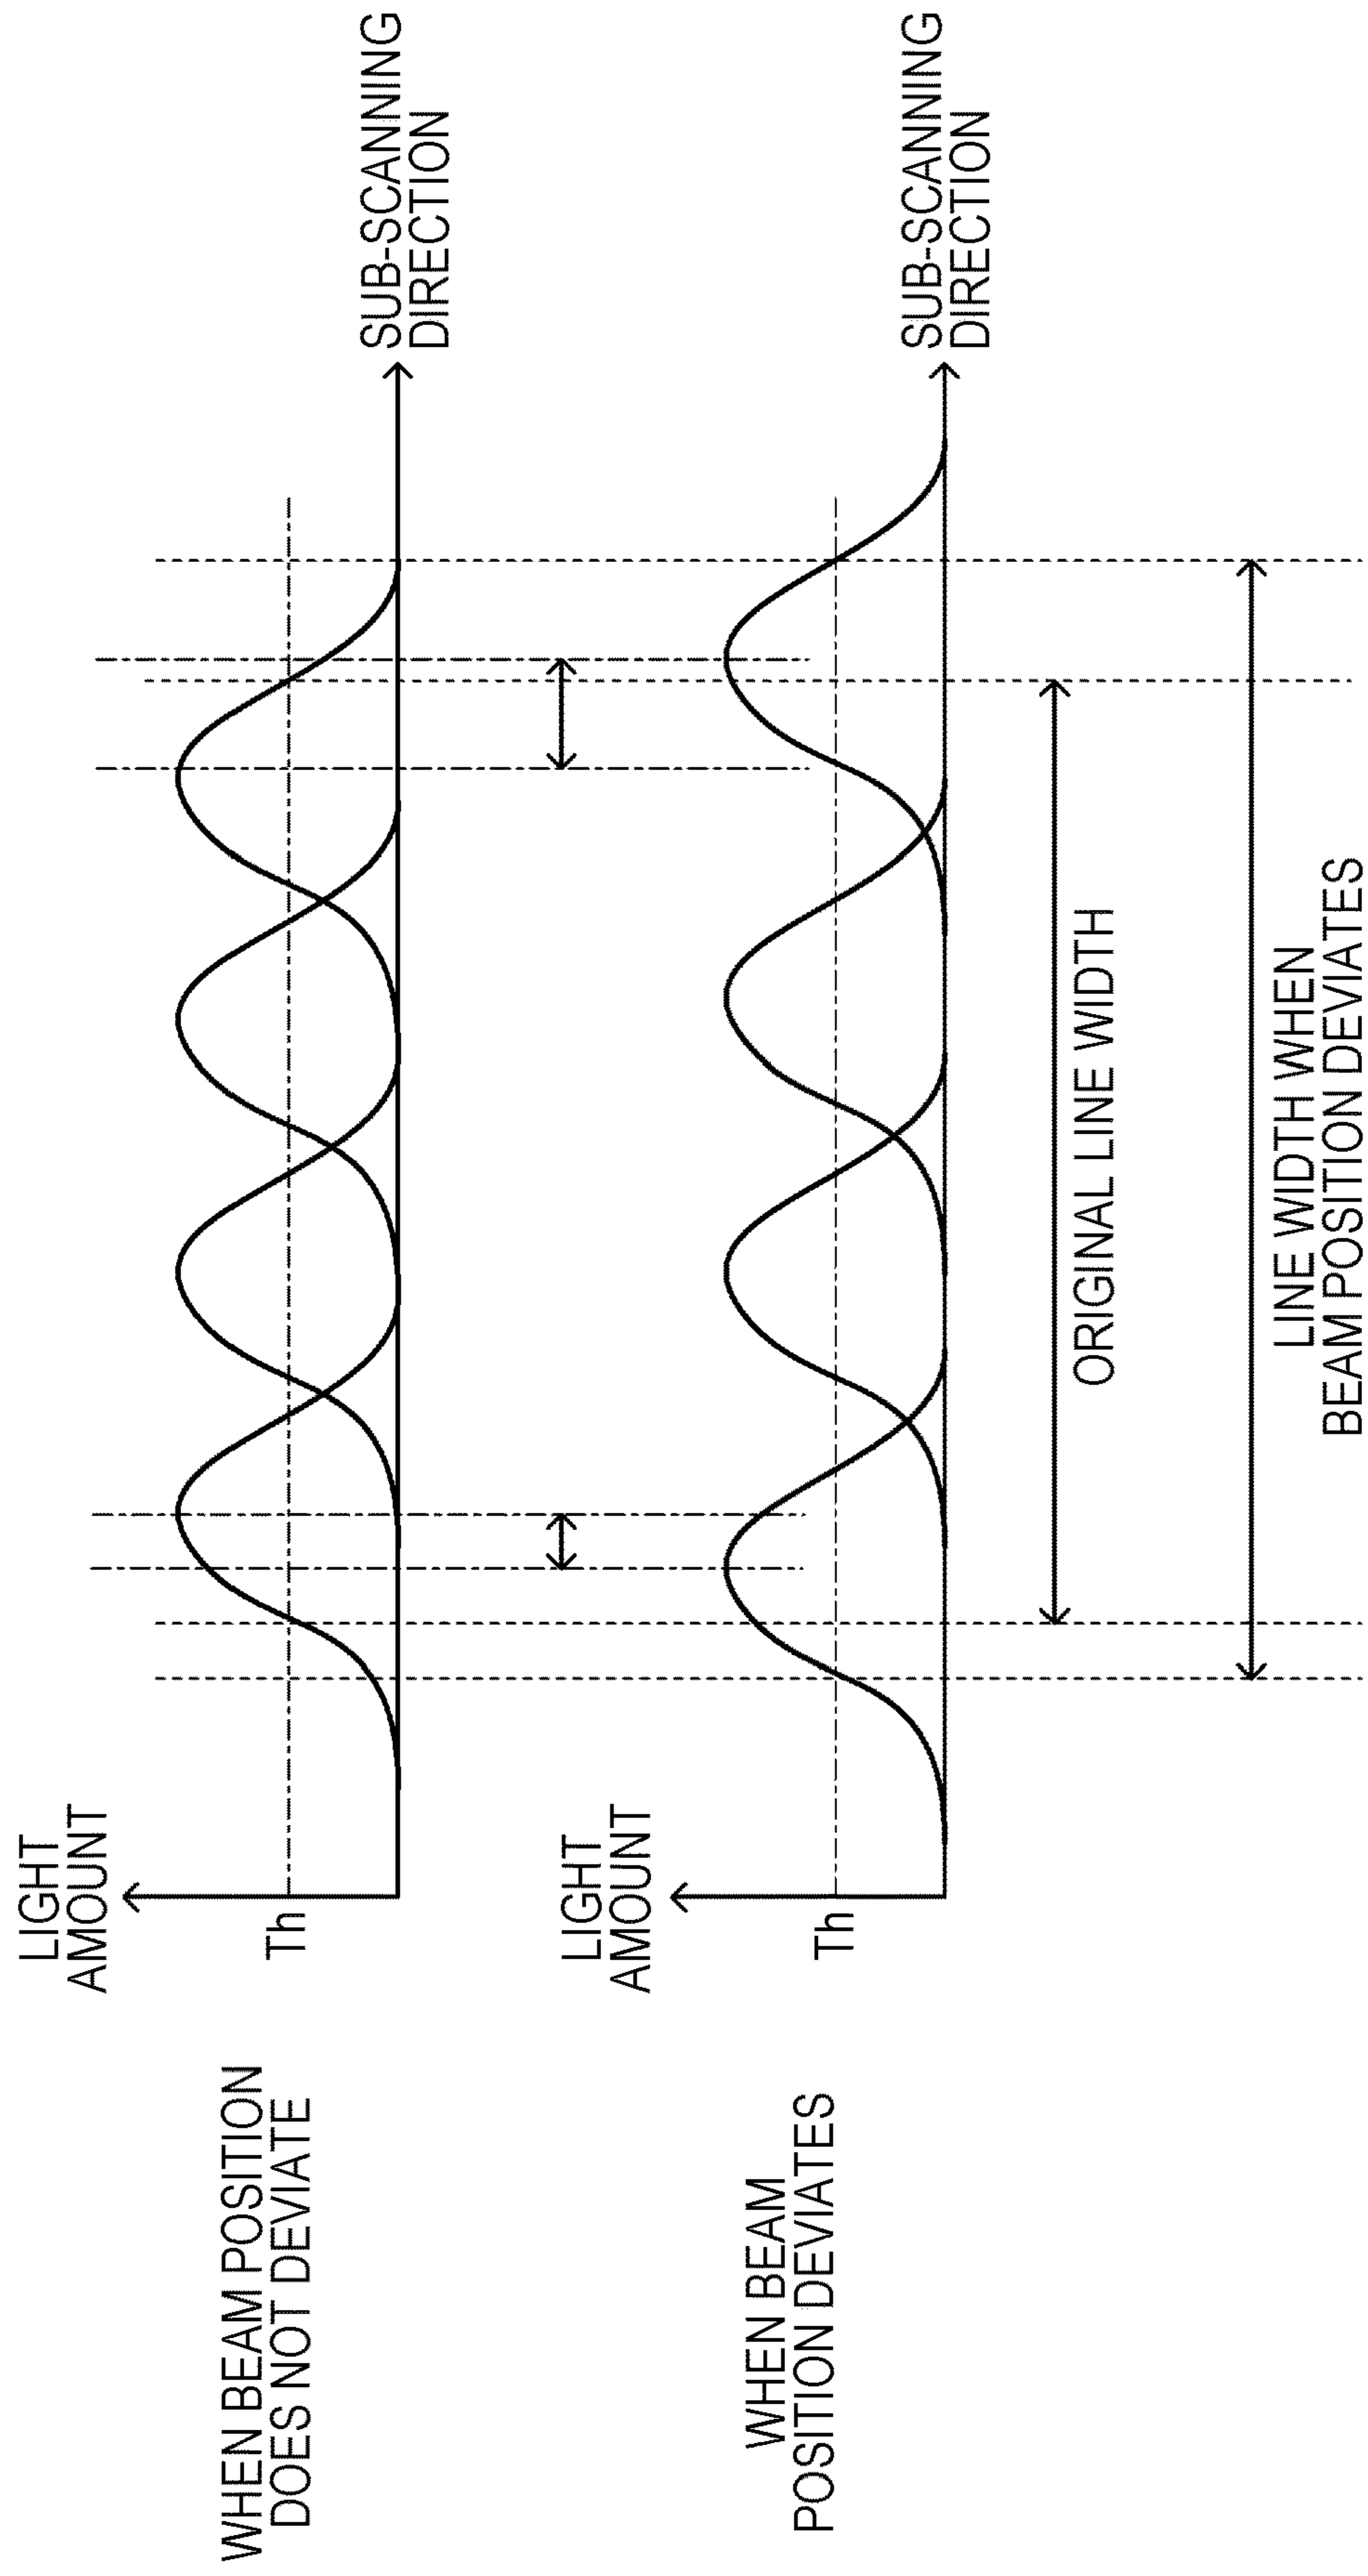 WHEN BEAM POSITION
DOES NOT DEVIATE
LIGHT
AMOUNT
Th
SUB-SCANNING
DIRECTION
WHEN BEAM
POSITION DEVIATES
LIGHT
AMOUNT
Th
SUB-SCANNING
DIRECTION
ORIGINAL LINE WIDTH
LINE WIDTH WHEN
BEAM POSITION DEVIATES